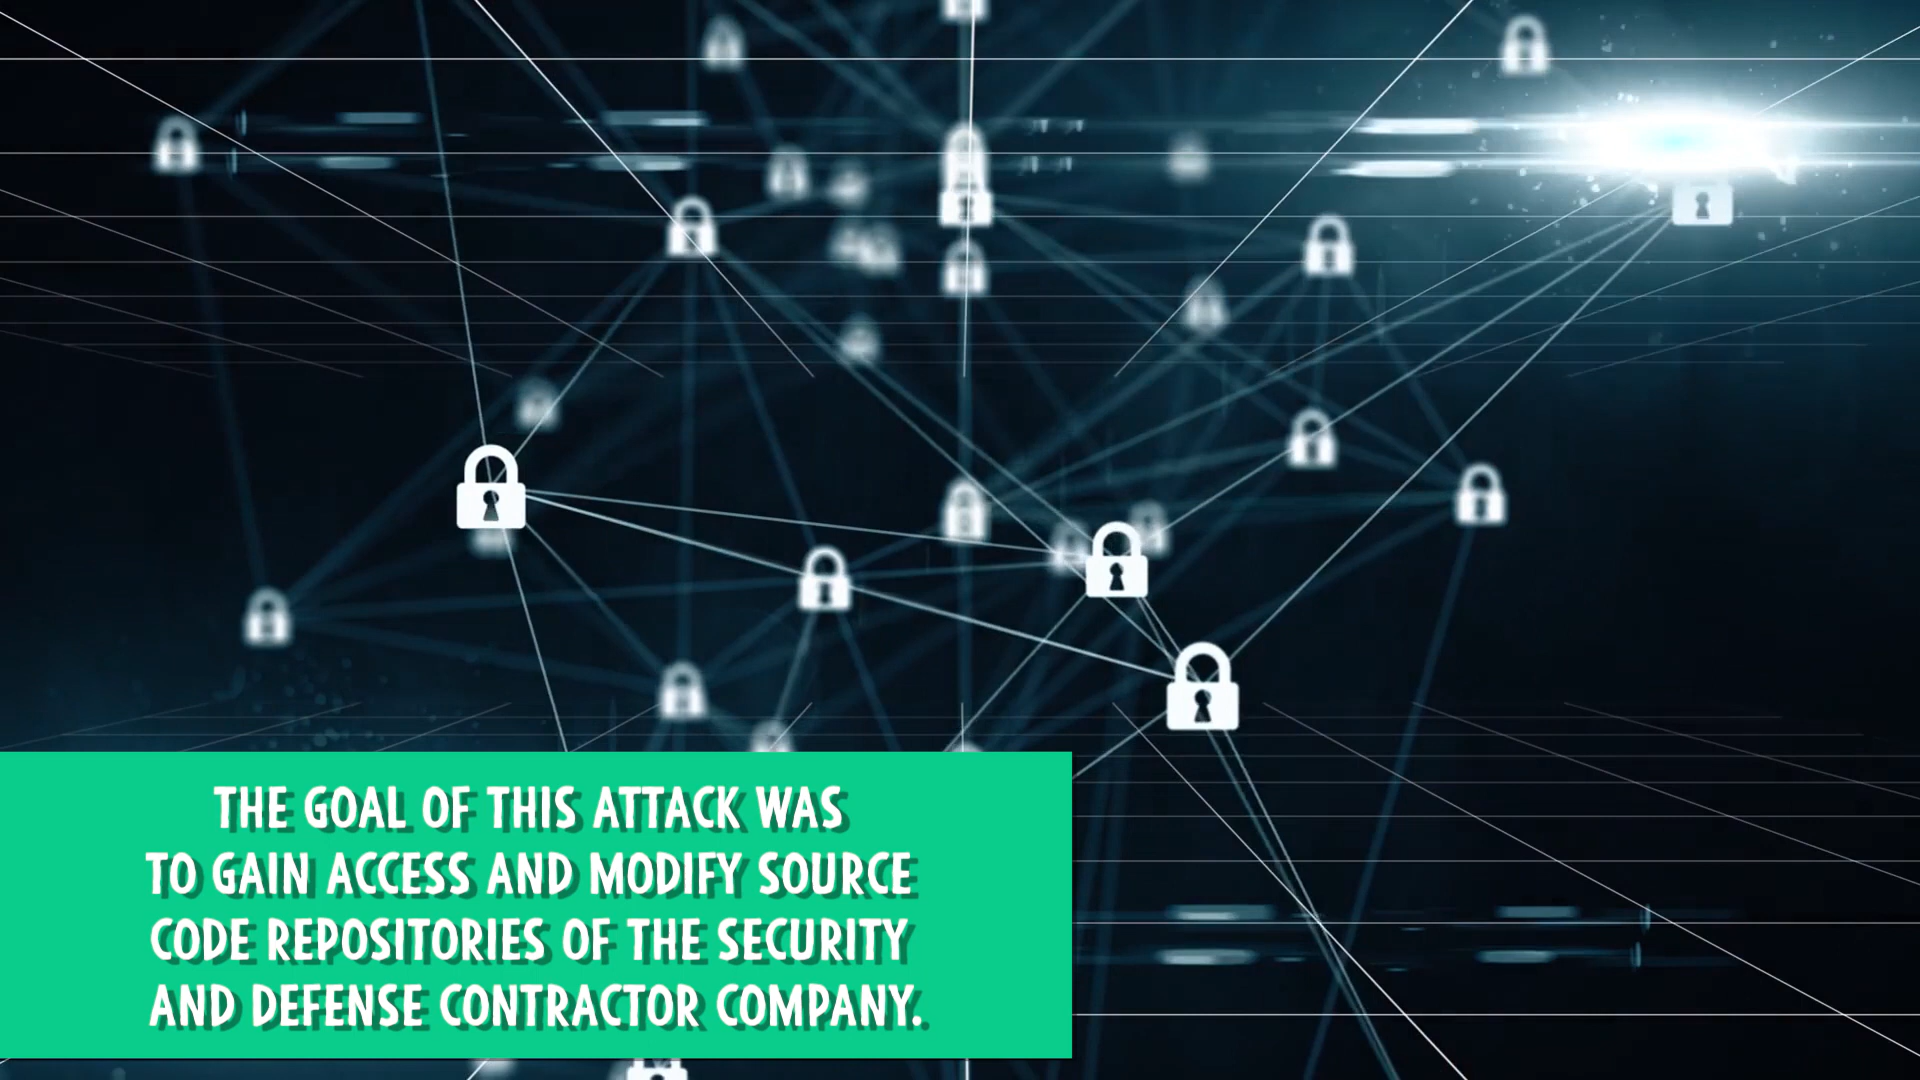 THE GOAL OF THIS ATTACK WAS
TO GAIN ACCESS AND MODIFY SOURCE
CODE REPOSITORIES OF THE SECURITY
AND DEFENSE CONTRACTOR COMPANY.